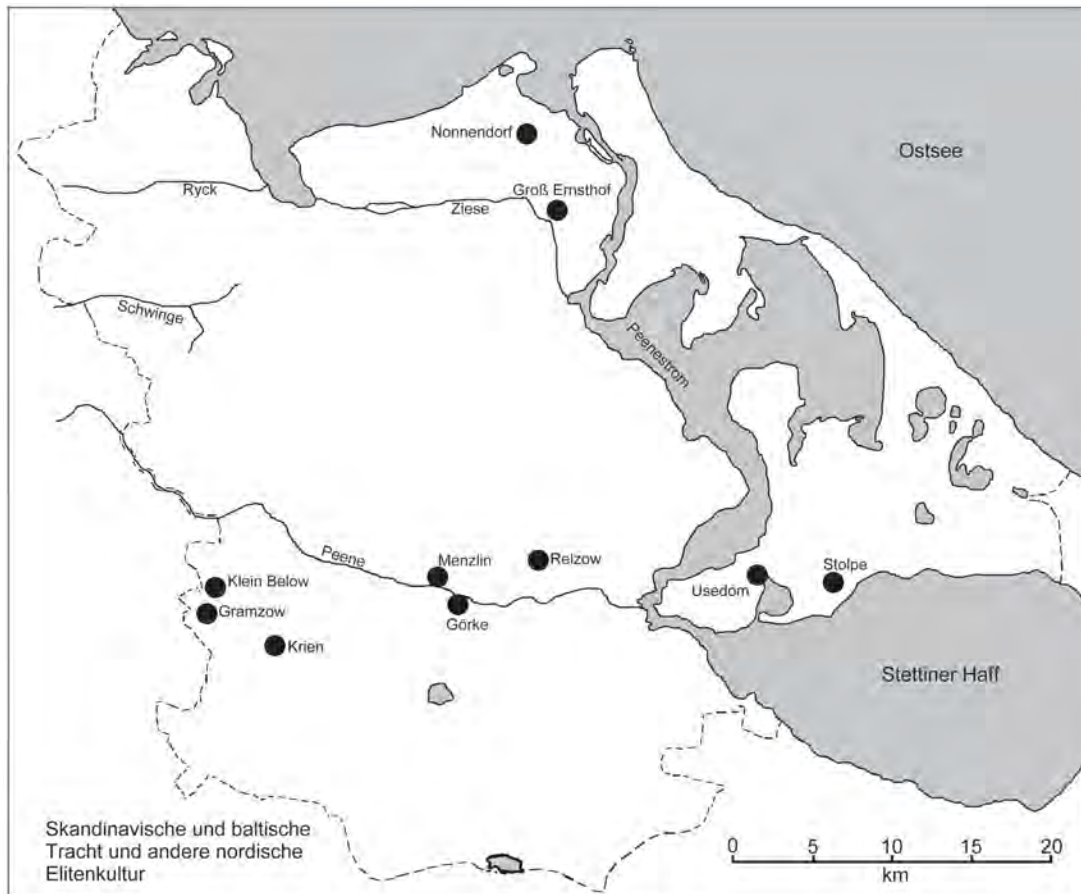 Nonnendorf
Ostsee
Ryck
Groß Ernsthof
Ziese
Schwinge
Peenestrom
Peene
Menzlin
Relzow
Klein Below
Usedom
Stolpe
Gramzow
Görke
Krien
Stettiner Haff
Skandinavische und baltische
Tracht und andere nordische
Elitenkultur
0 5 10 15 20
km